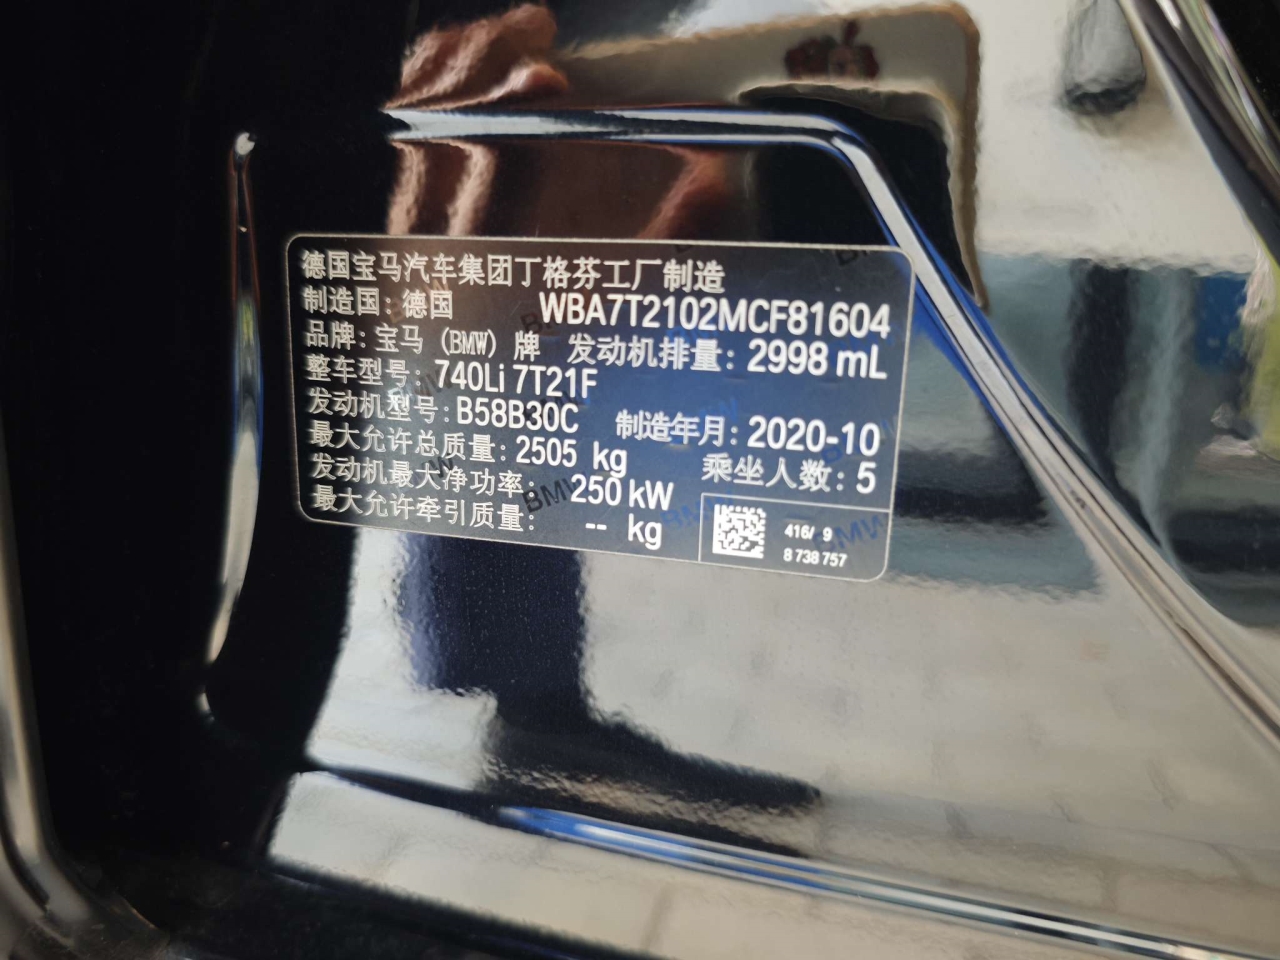 德国宝马汽车集团丁格芬工厂制造
制造国：德国 WBA7T2102MCF81604
品牌：宝马（BMW）牌 发动机排量：2998 mL
整车型号：740Li 7T21F
发动机型号：B58B30C 制造年月：2020-10
最大允许总质量：2505 kg 乘坐人数：5
发动机最大净功率：250 kW
最大允许牵引质量：-- kg
416/ 9
8 738 757